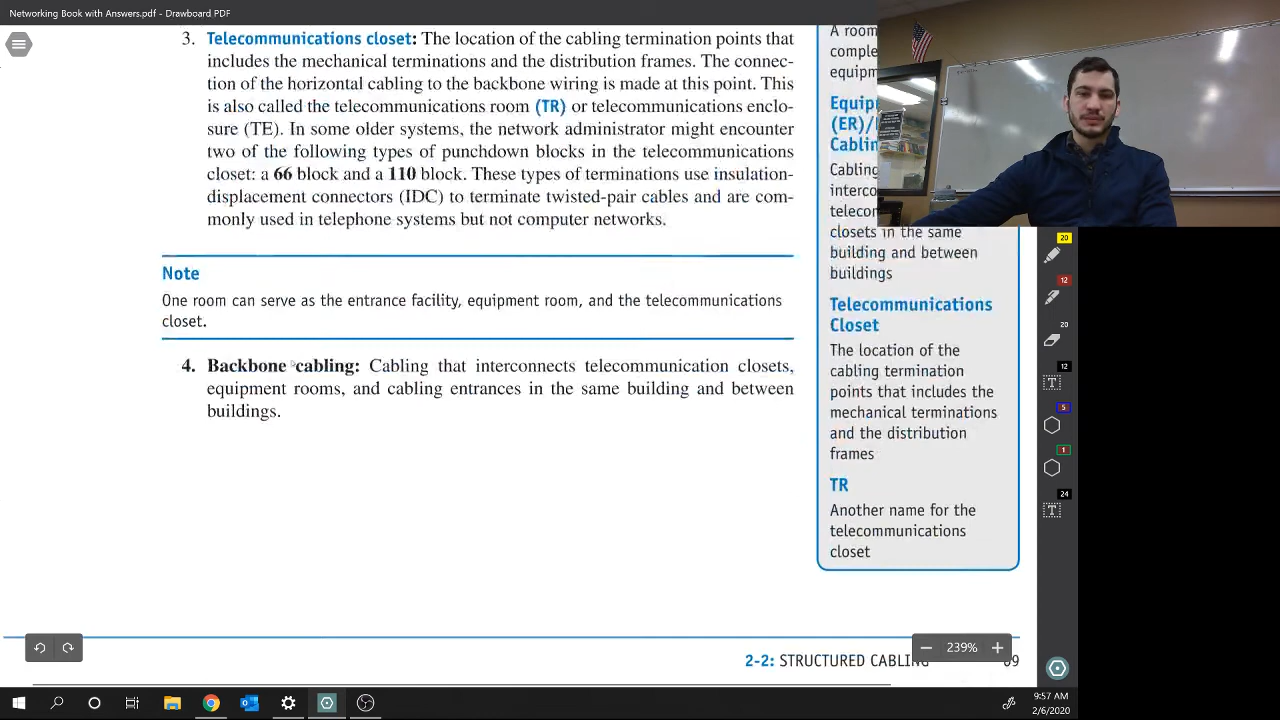 Networking Book with Answers.pdf - Drawboard PDF
3. Telecommunications closet: The location of the cabling termination points that
includes the mechanical terminations and the distribution frames. The connec-
tion of the horizontal cabling to the backbone wiring is made at this point. This
is also called the telecommunications room (TR) or telecommunications enclo-
sure (TE). In some older systems, the network administrator might encounter
two of the following types of punchdown blocks in the telecommunications
closet: a 66 block and a 110 block. These types of terminations use insulation-
displacement connectors (IDC) to terminate twisted-pair cables and are com-
monly used in telephone systems but not computer networks.
Note
One room can serve as the entrance facility, equipment room, and the telecommunications
closet.
4. Backbone cabling: Cabling that interconnects telecommunication closets,
equipment rooms, and cabling entrances in the same building and between
buildings.
A room
comple
equipm
Equip
(ER)/
Cablin
Cabling
interco
telecom
closets in the same
building and between
buildings
Telecommunications
Closet
The location of the
cabling termination
points that includes the
mechanical terminations
and the distribution
frames
TR
Another name for the
telecommunications
closet
20
12
20
12
T
5
1
24
T
239%
2-2: STRUCTURED CABLING
9:57 AM
2/6/2020